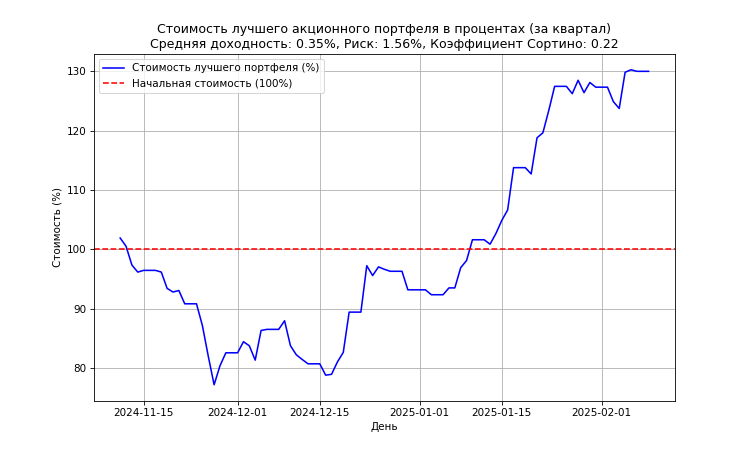 Стоимость лучшего акционного портфеля в процентах (за квартал)
Средняя доходность: 0.35%, Риск: 1.56%, Коэффициент Сортино: 0.22
Стоимость лучшего портфеля (%)
Начальная стоимость (100%)
Стоимость (%)
130
120
110
100
90
80
2024-11-15
2024-12-01
2024-12-15
2025-01-01
2025-01-15
2025-02-01
День